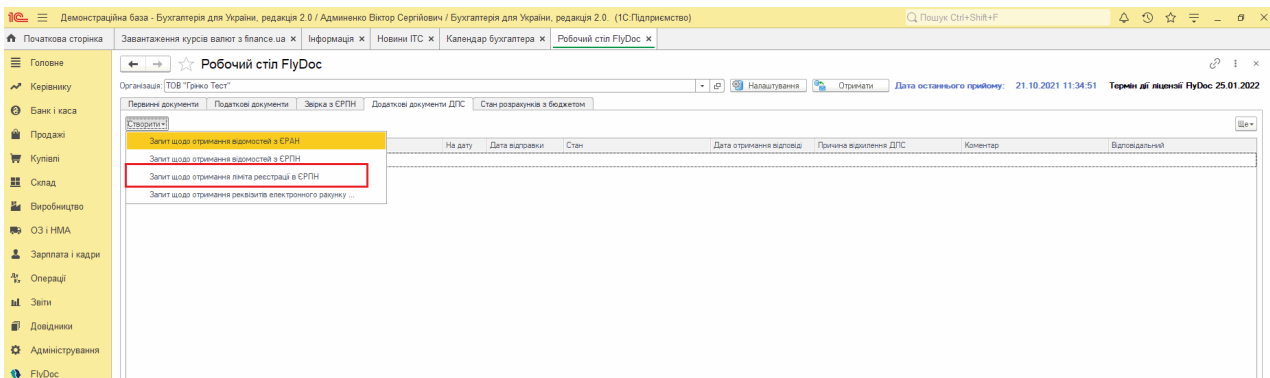 1С Демонстраційна база - Бухгалтерія для України, редакція 2.0 / Адміненко Віктор Сергійович / Бухгалтерія для України, редакція 2.0. (1С:Підприємство) Пошук Ctrl+Shift+F
Початкова сторінка Завантаження курсів валют з finance.ua × Інформація × Новини ІТС × Календар бухгалтера × Робочий стіл FlyDoc ×
Головне
Робочий стіл FlyDoc
Керівнику
Організація: ТОВ "Грінко Тест" Налаштування Отримати Дата останнього прийому: 21.10.2021 11:34:51 Термін дії ліцензії FlyDoc 25.01.2022
Банк і каса
Первинні документи Податкові документи Звірка з ЄРПН Додаткові документи ДПС Стан розрахунків з бюджетом
Створити Ще
Продажі
Запит щодо отримання відомостей з ЄРАН
На дату Дата відправки Стан Дата отримання відповіді Причина відхилення ДПС Коментар Відповідальний
Купівлі
Запит щодо отримання відомостей з ЄРПН
Склад
Запит щодо отримання ліміта реєстрації в ЄРПН
Запит щодо отримання реквізитів електронного рахунку ...
Виробництво
ОЗ і НМА
Зарплата і кадри
Дт Кт Операції
Звіти
Довідники
Адміністрування
FlyDoc